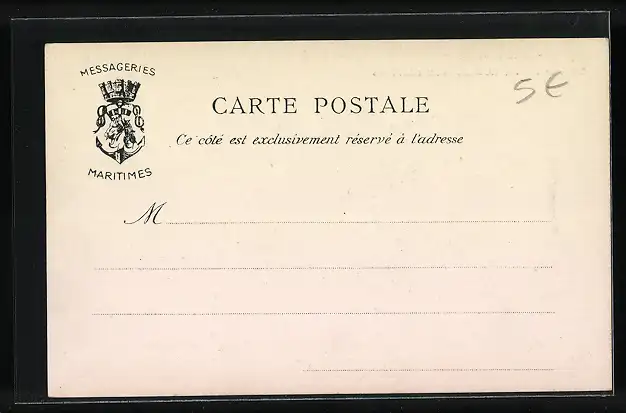 MESSAGERIES
MARITIMES
CARTE POSTALE
Ce côté est exclusivement réservé à l'adresse
5€
M